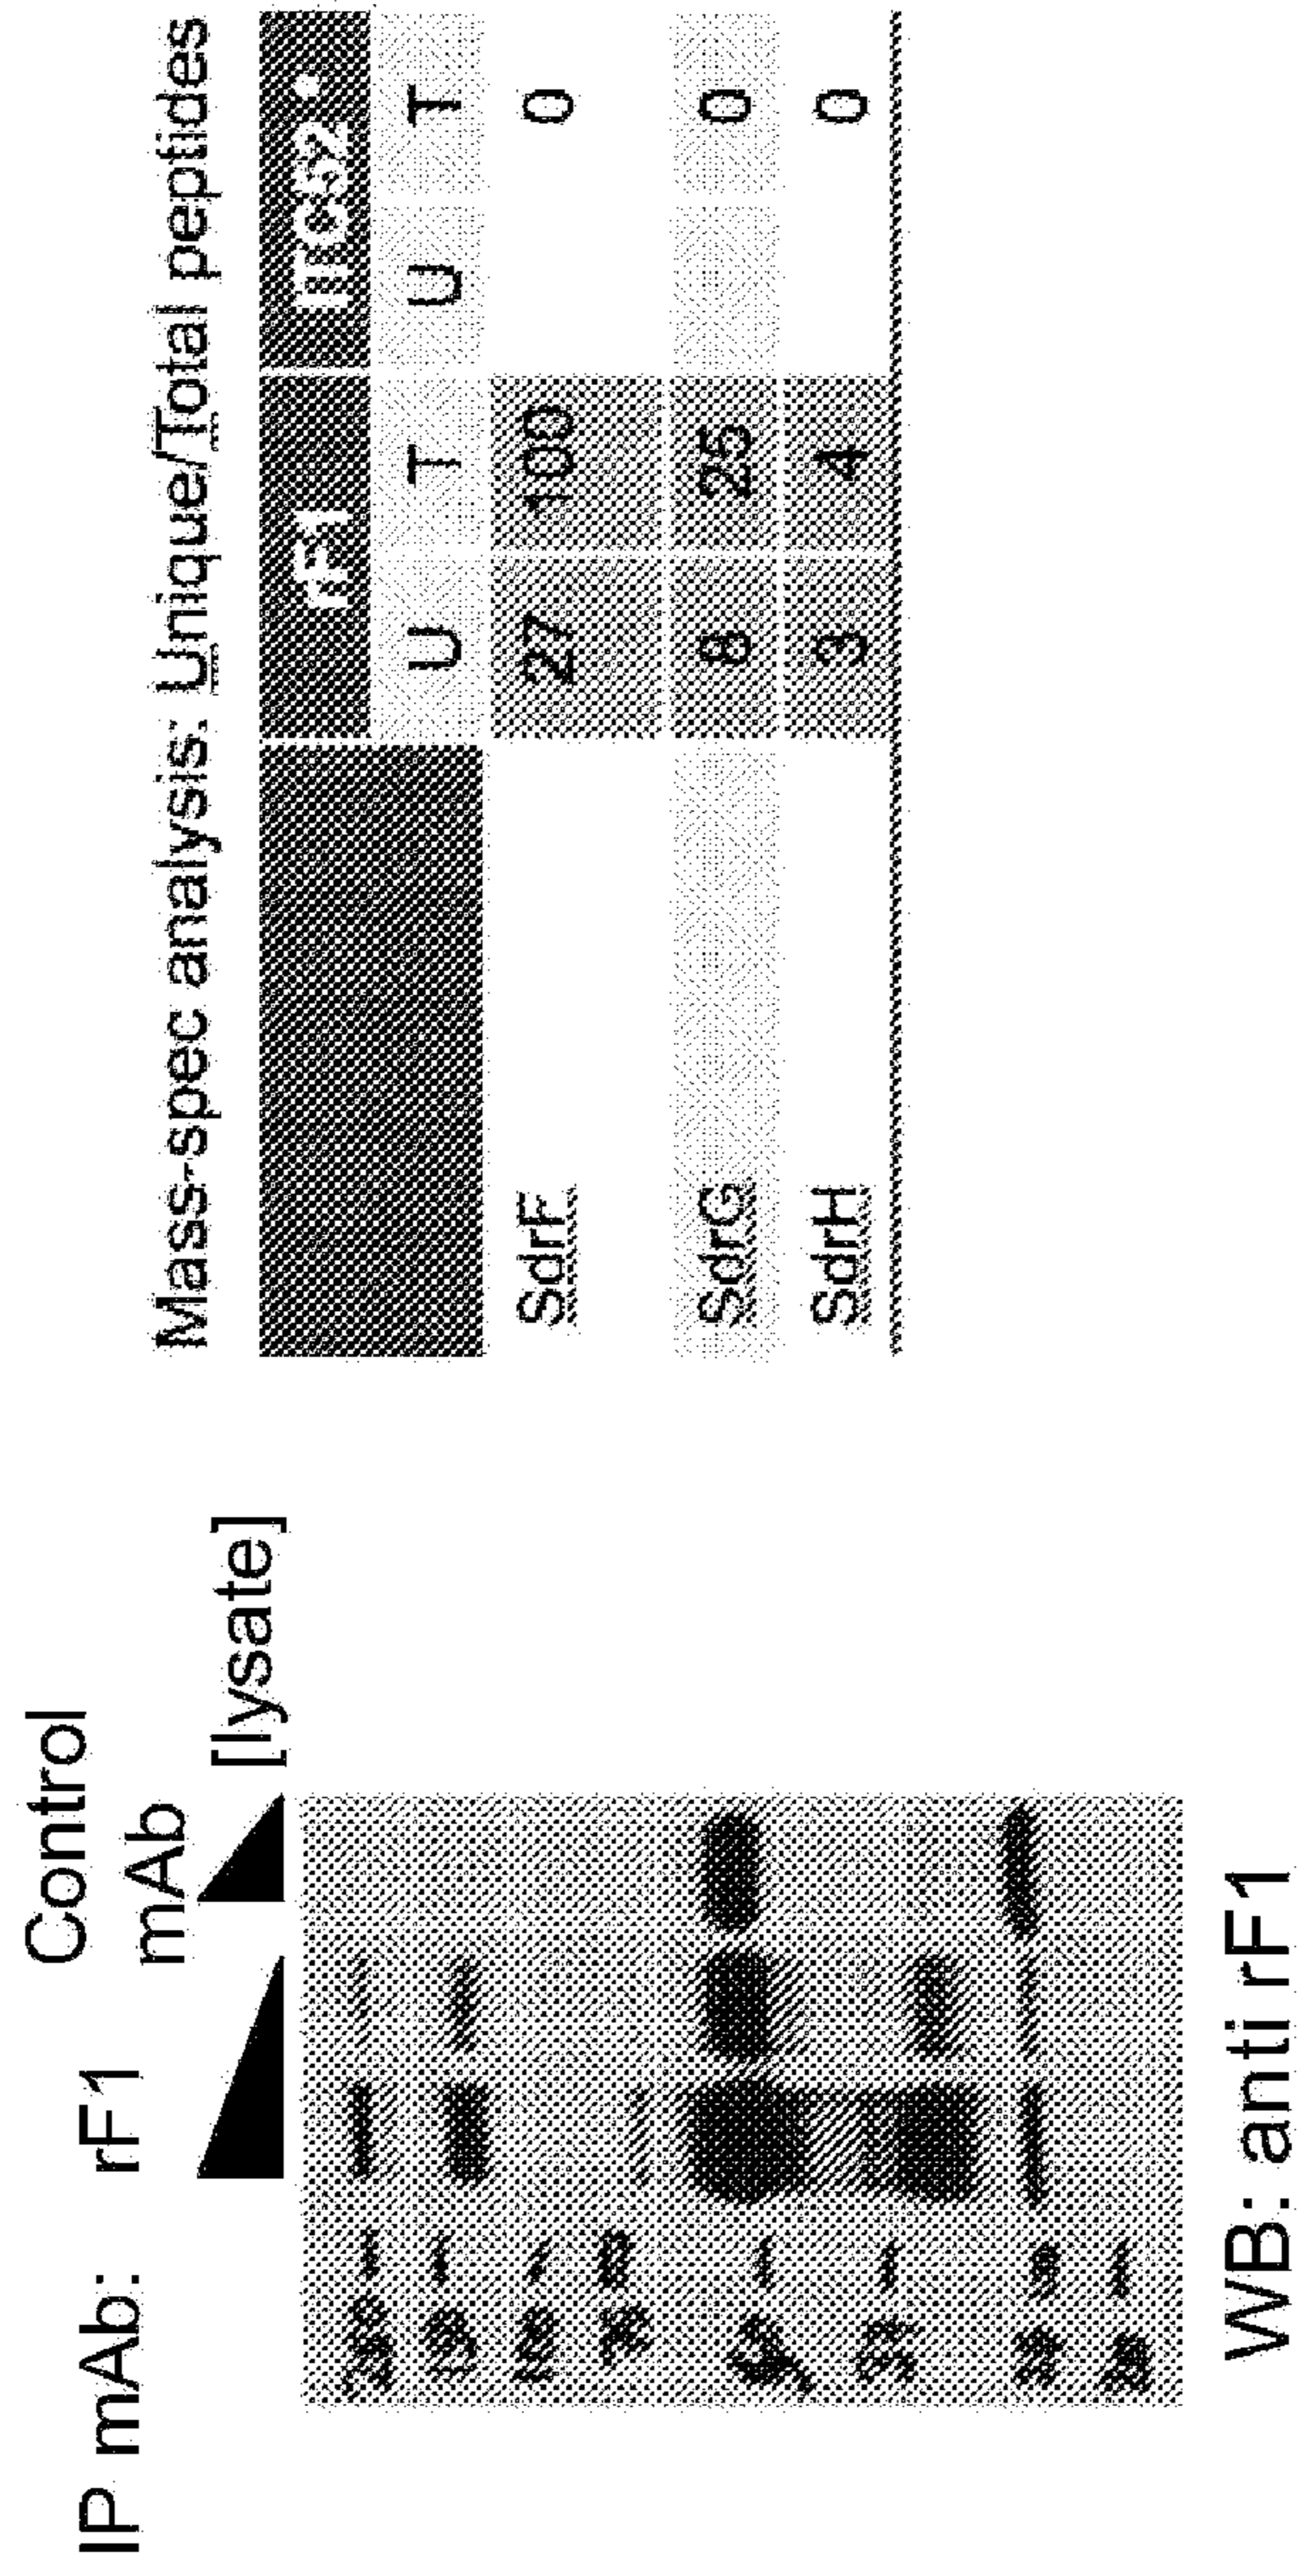 IP mAb: rF1
Control
mAb
[lysate]
WB: anti rF1
Mass-spec analysis: Unique/Total peptides
rF1
U T U T
SdrF 27 100 0
SdrG 8 25 0
SdrH 3 4 0